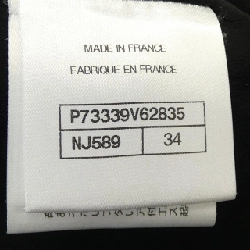 MADE IN FRANCE
FABRIQUE EN FRANCE
P73339V62835
NJ589 34